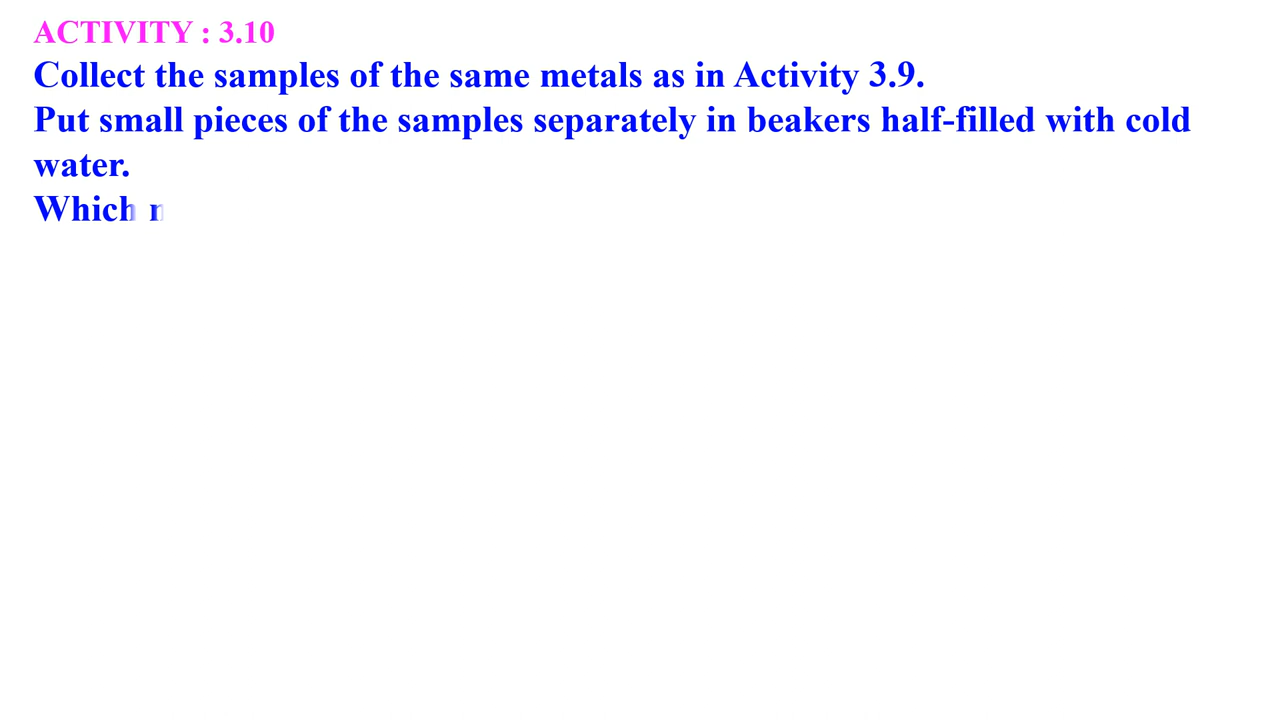 ACTIVITY : 3.10
Collect the samples of the same metals as in Activity 3.9.
Put small pieces of the samples separately in beakers half-filled with cold
water.
Which